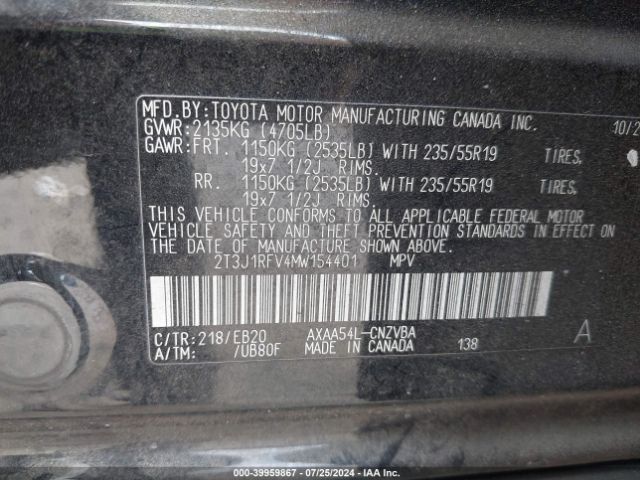 MFD.BY:TOYOTA MOTOR MANUFACTURING CANADA INC. 10/2
GVWR:2135KG (4705LB)
GAWR:FRT. 1150KG (2535LB) WITH 235/55R19 TIRES,
19x7 1/2J RIMS.
RR. 1150KG (2535LB) WITH 235/55R19 TIRES,
19x7 1/2J RIMS.
THIS VEHICLE CONFORMS TO ALL APPLICABLE FEDERAL MOTOR
VEHICLE SAFETY AND THEFT PREVENTION STANDARDS IN EFFECT ON
THE DATE OF MANUFACTURE SHOWN ABOVE.
2T3J1RFV4MW154401 MPV
C/TR:218/EB20 AXAA54L-CNZVBA A
A/TM: /UB80F MADE IN CANADA 138
000-39959867 07/25/2024 - IAA Inc.